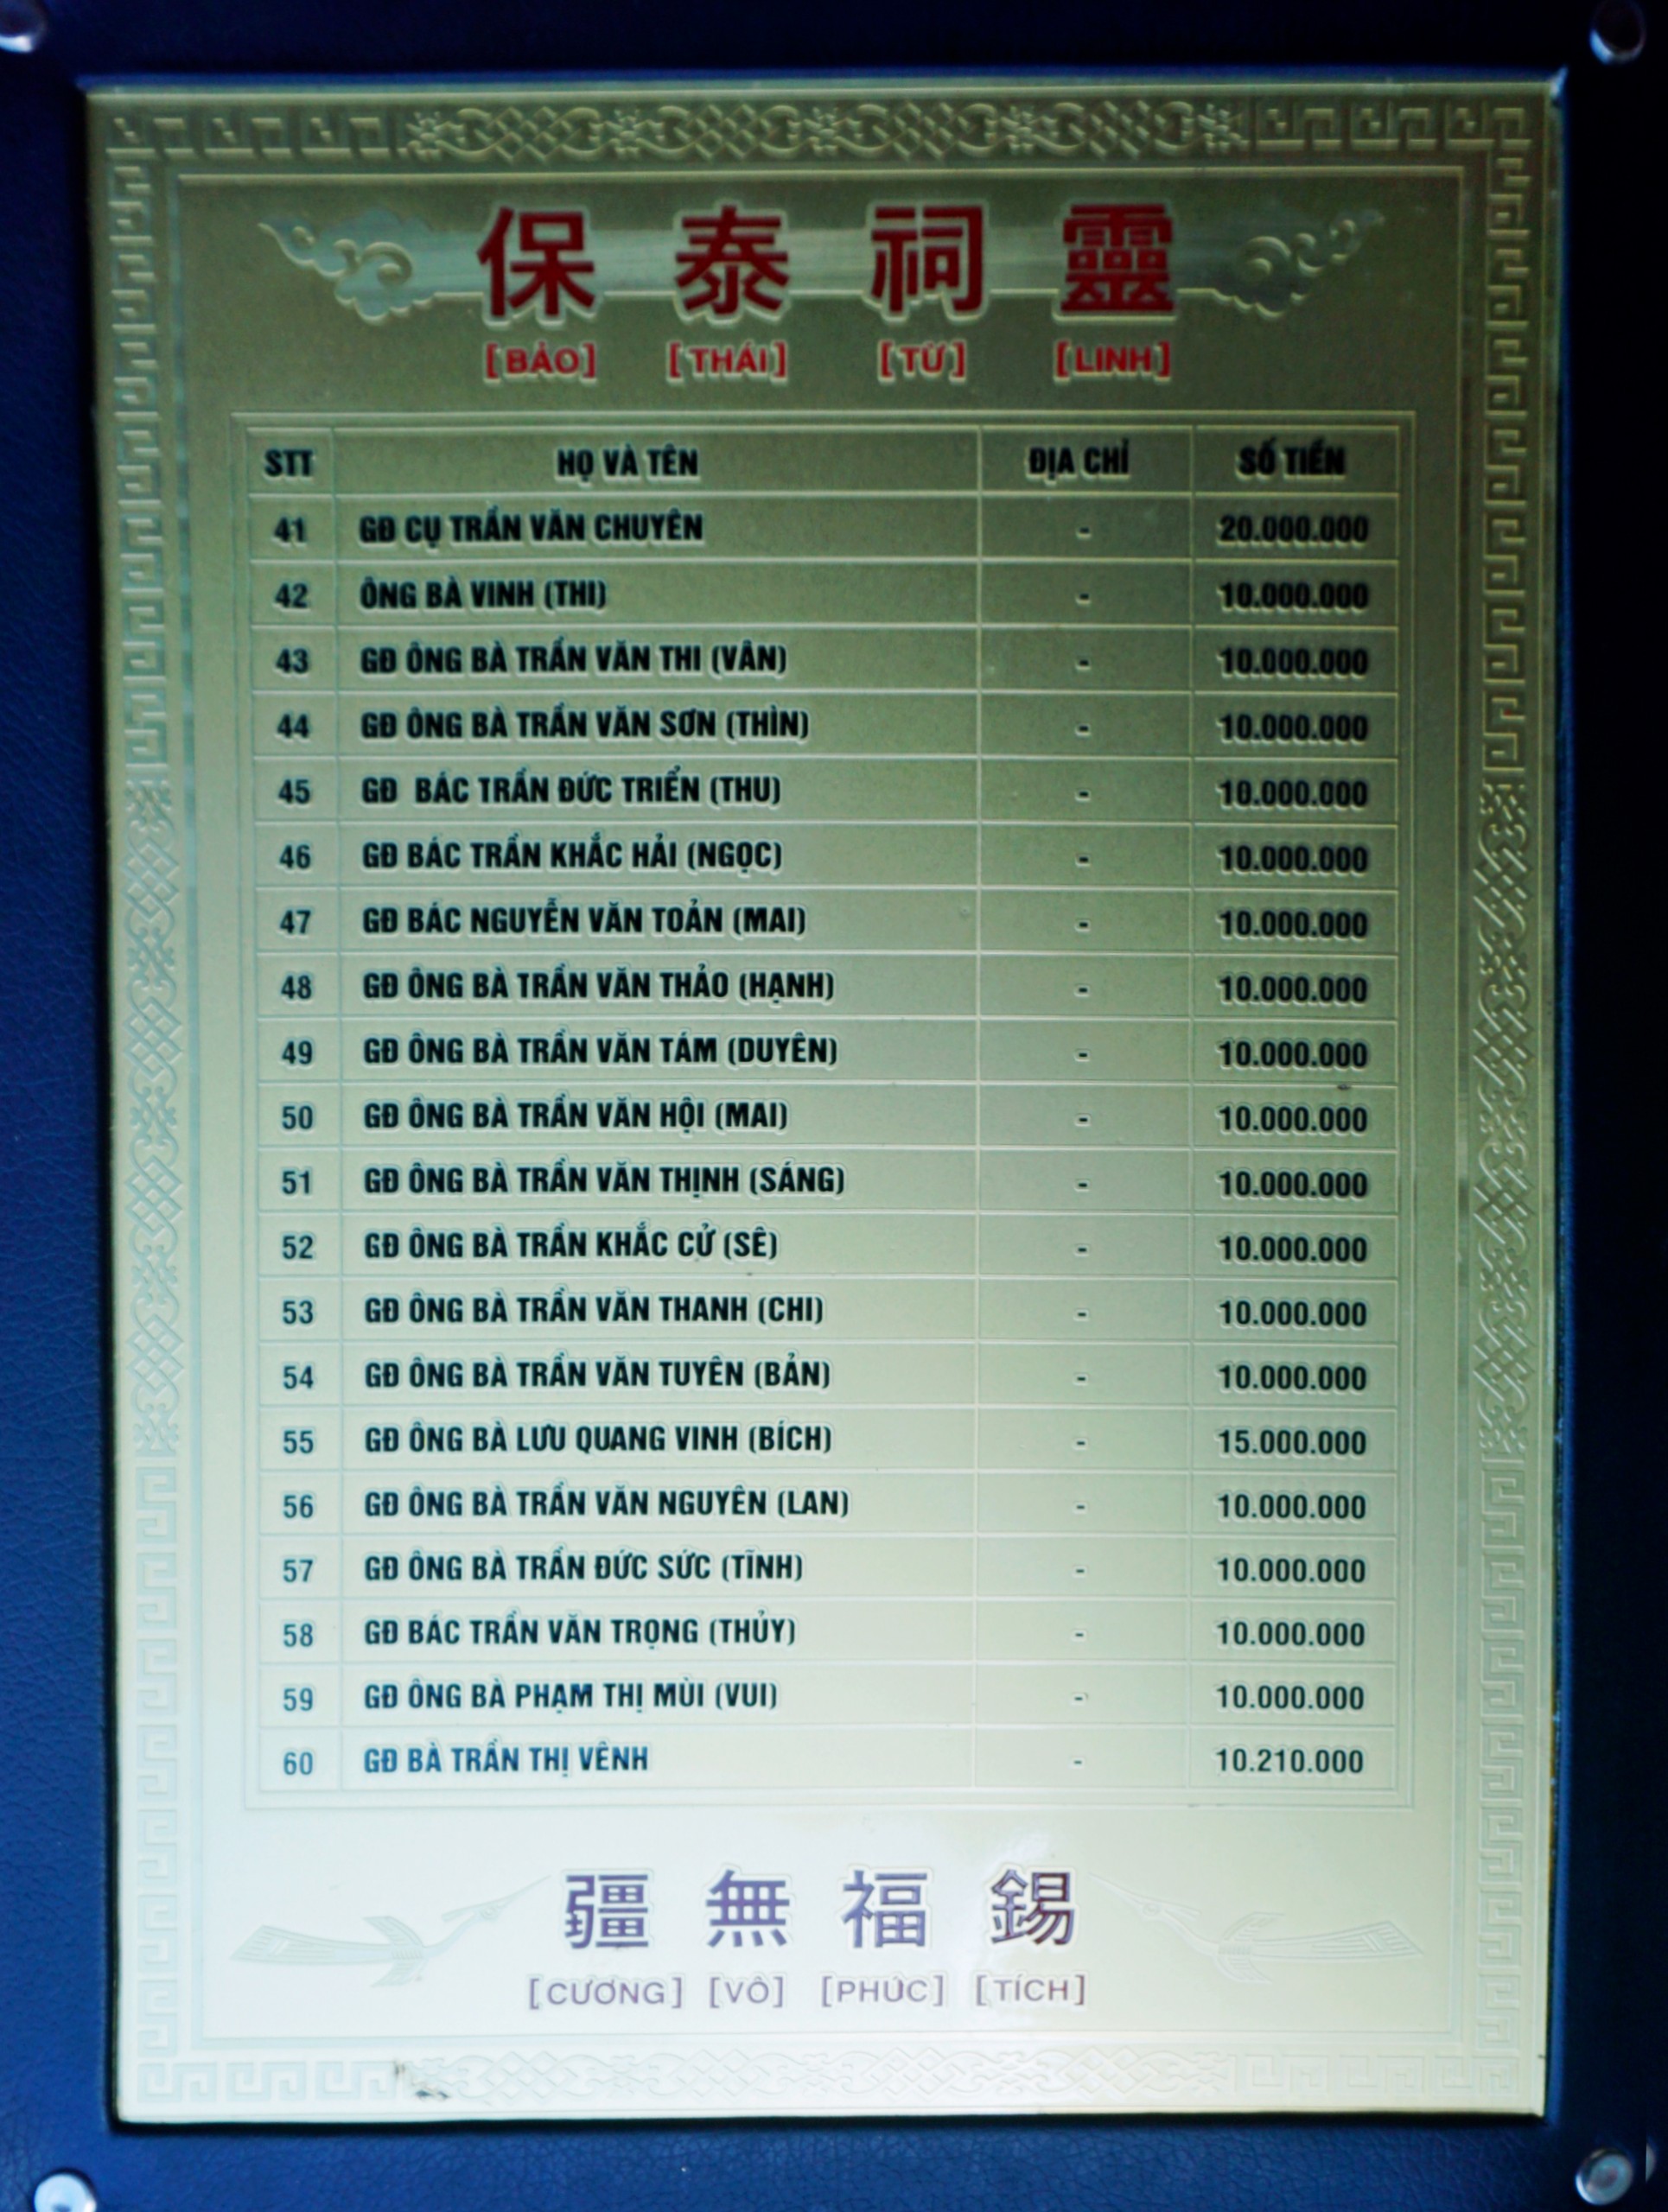 保 泰 祠 靈
[BẢO] [THÁI] [TỪ] [LINH]
STT HỌ VÀ TÊN ĐỊA CHỈ SỐ TIỀN
41 GĐ CỤ TRẦN VĂN CHUYÊN - 20.000.000
42 ÔNG BÀ VINH (THI) - 10.000.000
43 GĐ ÔNG BÀ TRẦN VĂN THI (VÂN) - 10.000.000
44 GĐ ÔNG BÀ TRẦN VĂN SƠN (THÌN) - 10.000.000
45 GĐ BÁC TRẦN ĐỨC TRIỂN (THU) - 10.000.000
46 GĐ BÁC TRẦN KHẮC HẢI (NGỌC) - 10.000.000
47 GĐ BÁC NGUYỄN VĂN TOẢN (MAI) - 10.000.000
48 GĐ ÔNG BÀ TRẦN VĂN THẢO (HẠNH) - 10.000.000
49 GĐ ÔNG BÀ TRẦN VĂN TÁM (DUYÊN) - 10.000.000
50 GĐ ÔNG BÀ TRẦN VĂN HỘI (MAI) - 10.000.000
51 GĐ ÔNG BÀ TRẦN VĂN THỊNH (SÁNG) - 10.000.000
52 GĐ ÔNG BÀ TRẦN KHẮC CỬ (SÊ) - 10.000.000
53 GĐ ÔNG BÀ TRẦN VĂN THANH (CHI) - 10.000.000
54 GĐ ÔNG BÀ TRẦN VĂN TUYÊN (BẢN) - 10.000.000
55 GĐ ÔNG BÀ LƯU QUANG VINH (BÍCH) - 15.000.000
56 GĐ ÔNG BÀ TRẦN VĂN NGUYÊN (LAN) - 10.000.000
57 GĐ ÔNG BÀ TRẦN ĐỨC SỨC (TĨNH) - 10.000.000
58 GĐ BÁC TRẦN VĂN TRỌNG (THỦY) - 10.000.000
59 GĐ ÔNG BÀ PHẠM THỊ MÙI (VUI) - 10.000.000
60 GĐ BÀ TRẦN THỊ VÊNH - 10.210.000
疆 無 福 錫
[CƯƠNG] [VÔ] [PHÚC] [TÍCH]